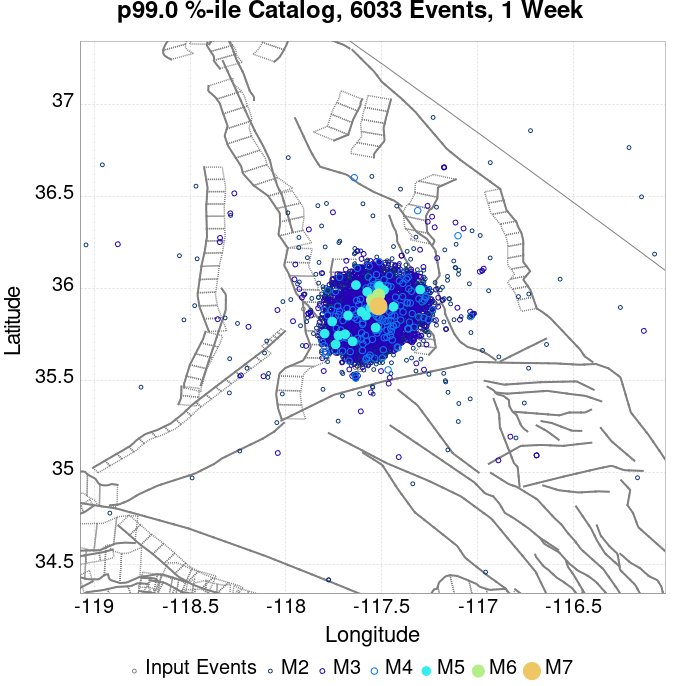 p99.0 %-ile Catalog, 6033 Events, 1 Week
37
36.5
36
35.5
35
34.5
Latitude
-119
-118.5
-118
-117.5
-117
-116.5
Longitude
Input Events
M2
M3
M4
M5
M6
M7